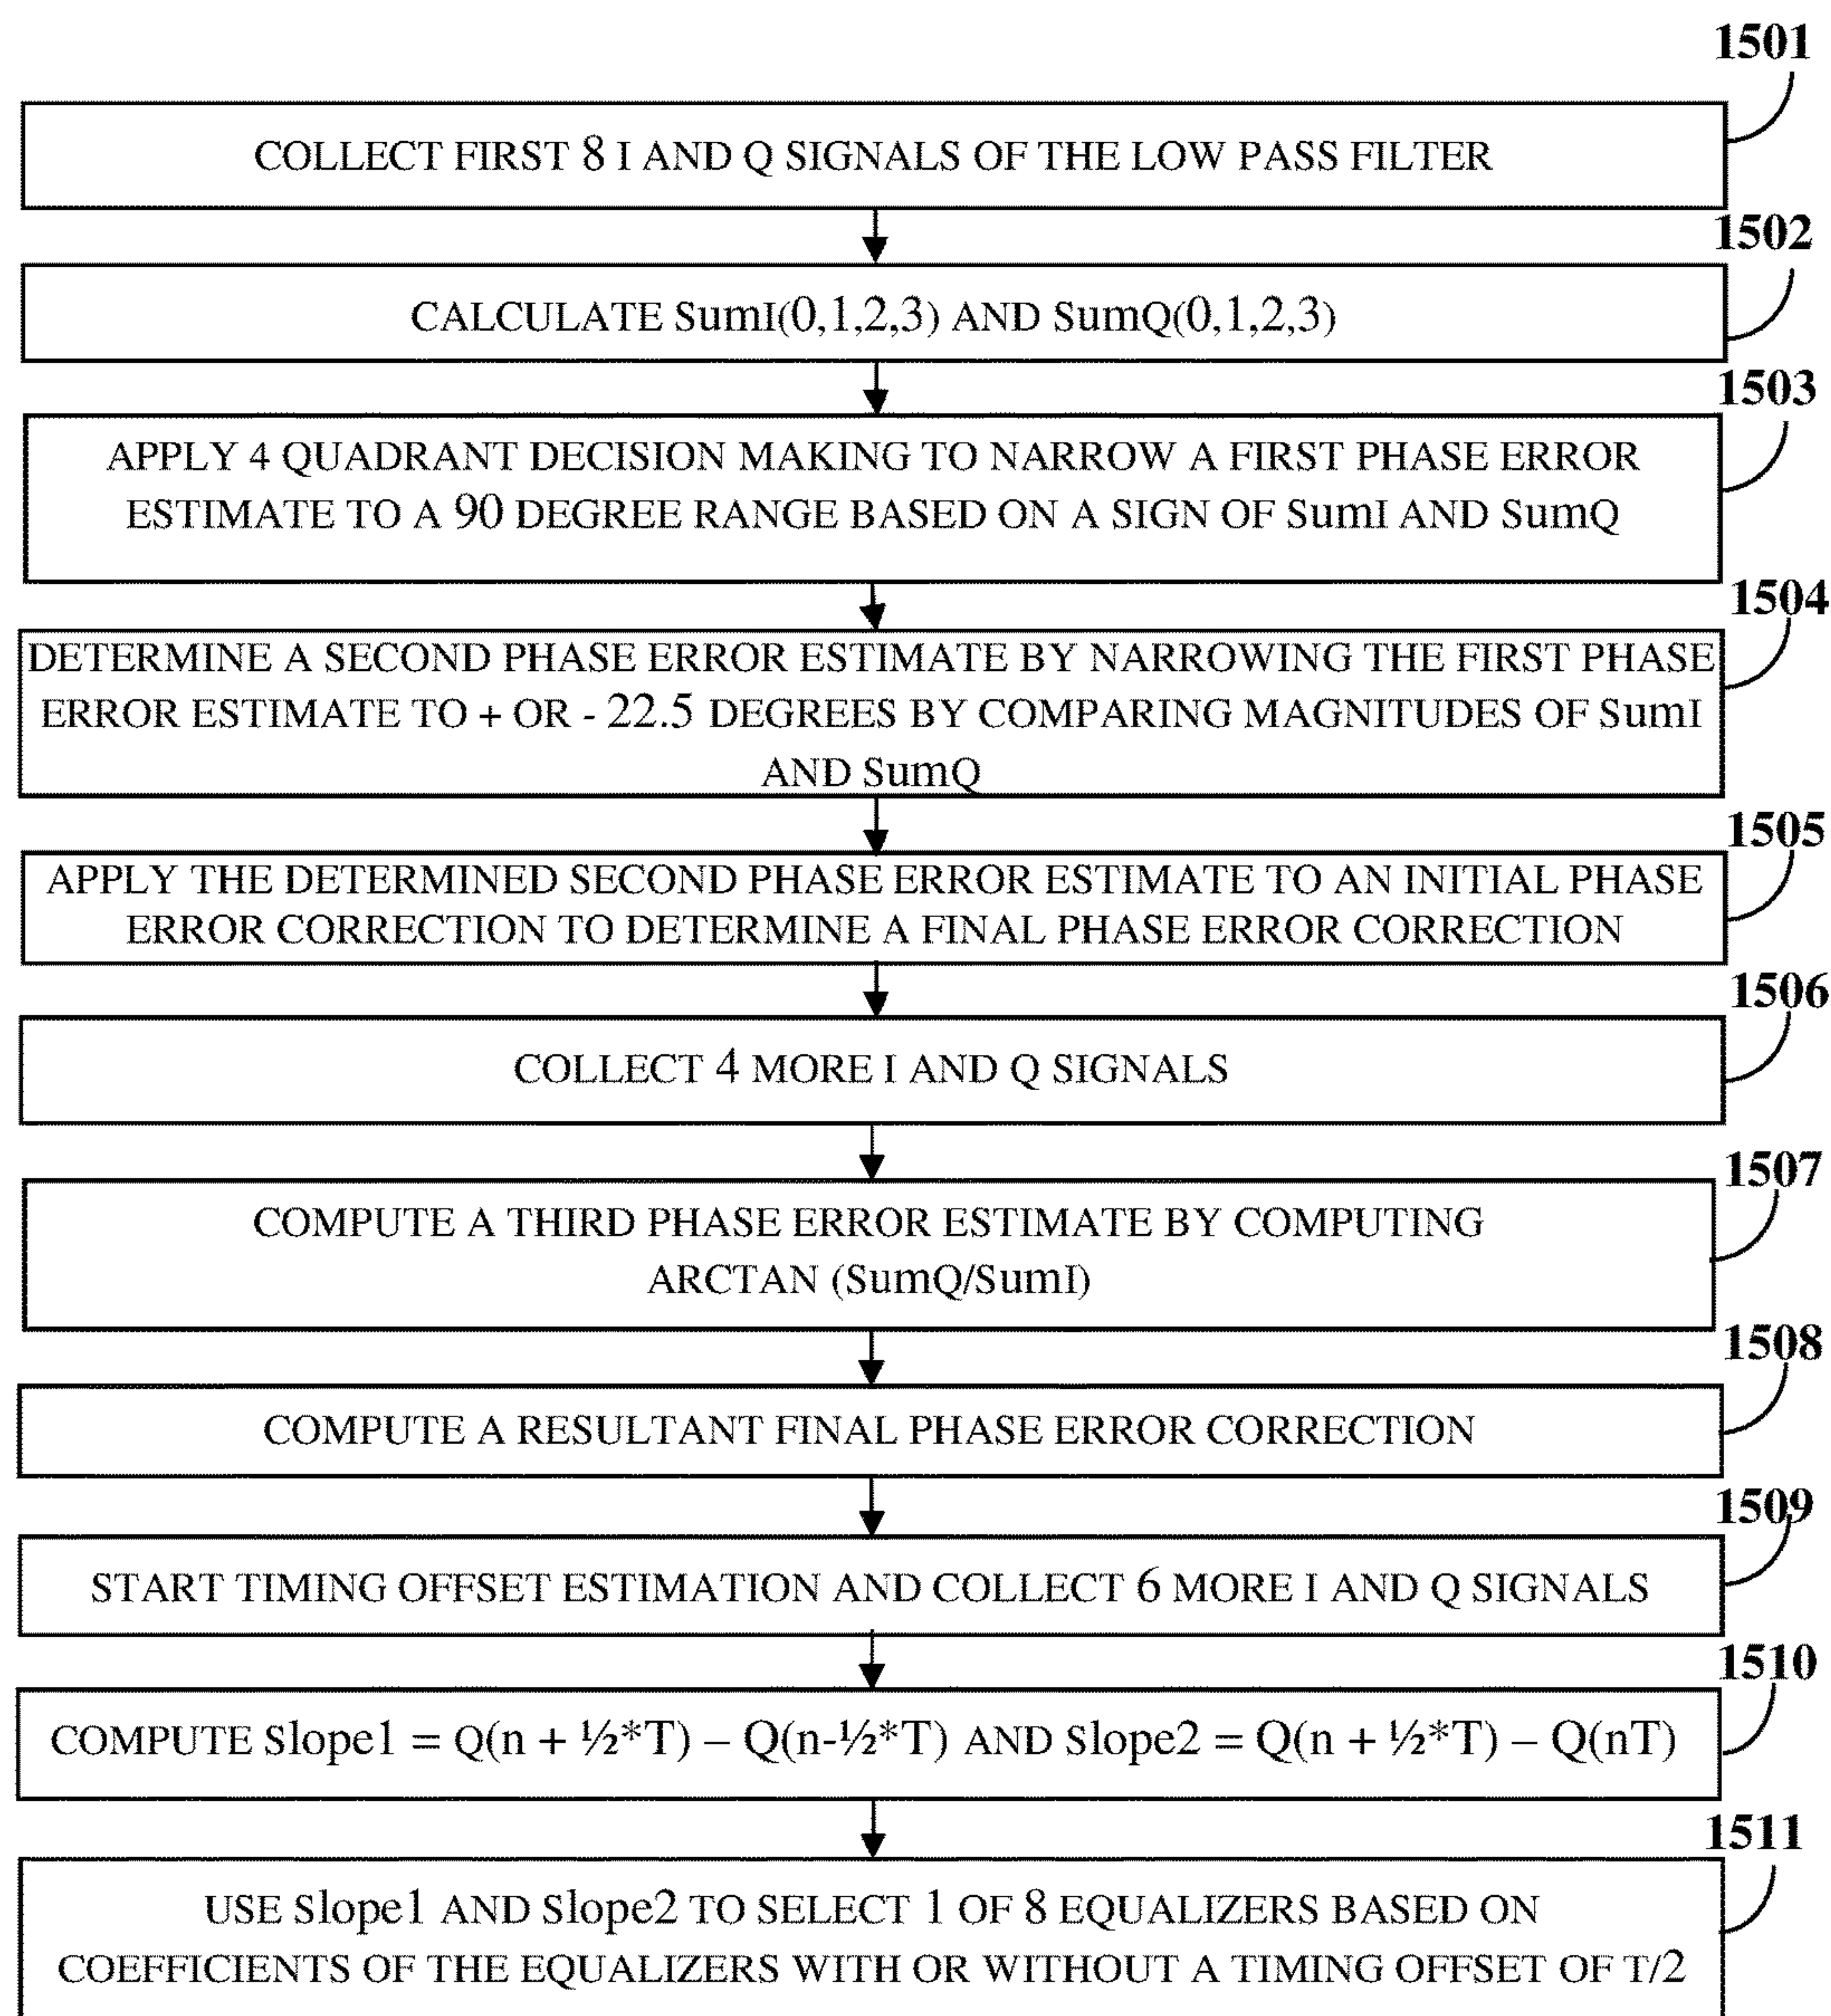 1501
COLLECT FIRST 8 I AND Q SIGNALS OF THE LOW PASS FILTER
1502
CALCULATE SumI(0,1,2,3) AND SumQ(0,1,2,3)
1503
APPLY 4 QUADRANT DECISION MAKING TO NARROW A FIRST PHASE ERROR
ESTIMATE TO A 90 DEGREE RANGE BASED ON A SIGN OF SumI AND SumQ
1504
DETERMINE A SECOND PHASE ERROR ESTIMATE BY NARROWING THE FIRST PHASE
ERROR ESTIMATE TO + OR - 22.5 DEGREES BY COMPARING MAGNITUDES OF SumI
AND SumQ
1505
APPLY THE DETERMINED SECOND PHASE ERROR ESTIMATE TO AN INITIAL PHASE
ERROR CORRECTION TO DETERMINE A FINAL PHASE ERROR CORRECTION
1506
COLLECT 4 MORE I AND Q SIGNALS
1507
COMPUTE A THIRD PHASE ERROR ESTIMATE BY COMPUTING
ARCTAN (SumQ/SumI)
1508
COMPUTE A RESULTANT FINAL PHASE ERROR CORRECTION
1509
START TIMING OFFSET ESTIMATION AND COLLECT 6 MORE I AND Q SIGNALS
1510
COMPUTE Slope1 = Q(n + ½*T) – Q(n-½*T) AND Slope2 = Q(n + ½*T) – Q(nT)
1511
USE Slope1 AND Slope2 TO SELECT 1 OF 8 EQUALIZERS BASED ON
COEFFICIENTS OF THE EQUALIZERS WITH OR WITHOUT A TIMING OFFSET OF T/2